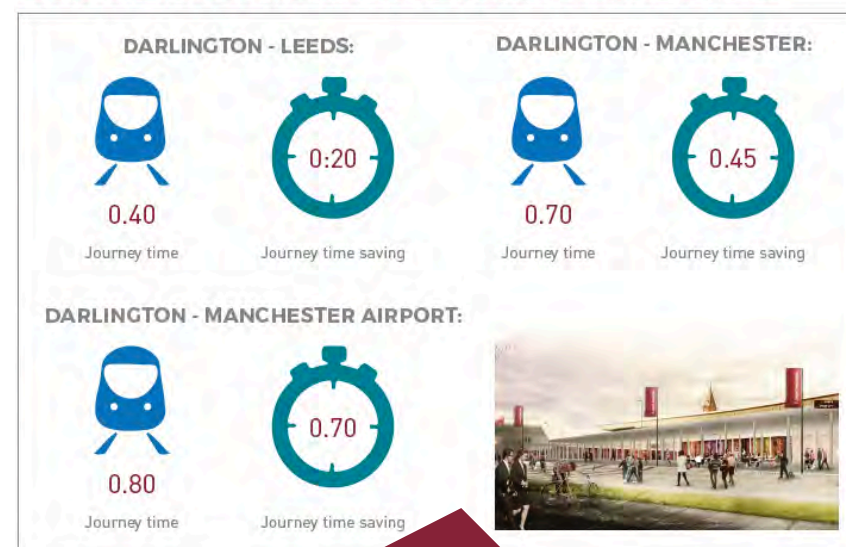 DARLINGTON - LEEDS:
0.40
Journey time
0:20
Journey time saving
DARLINGTON - MANCHESTER:
0.70
Journey time
0.45
Journey time saving
DARLINGTON - MANCHESTER AIRPORT:
0.80
Journey time
0.70
Journey time saving